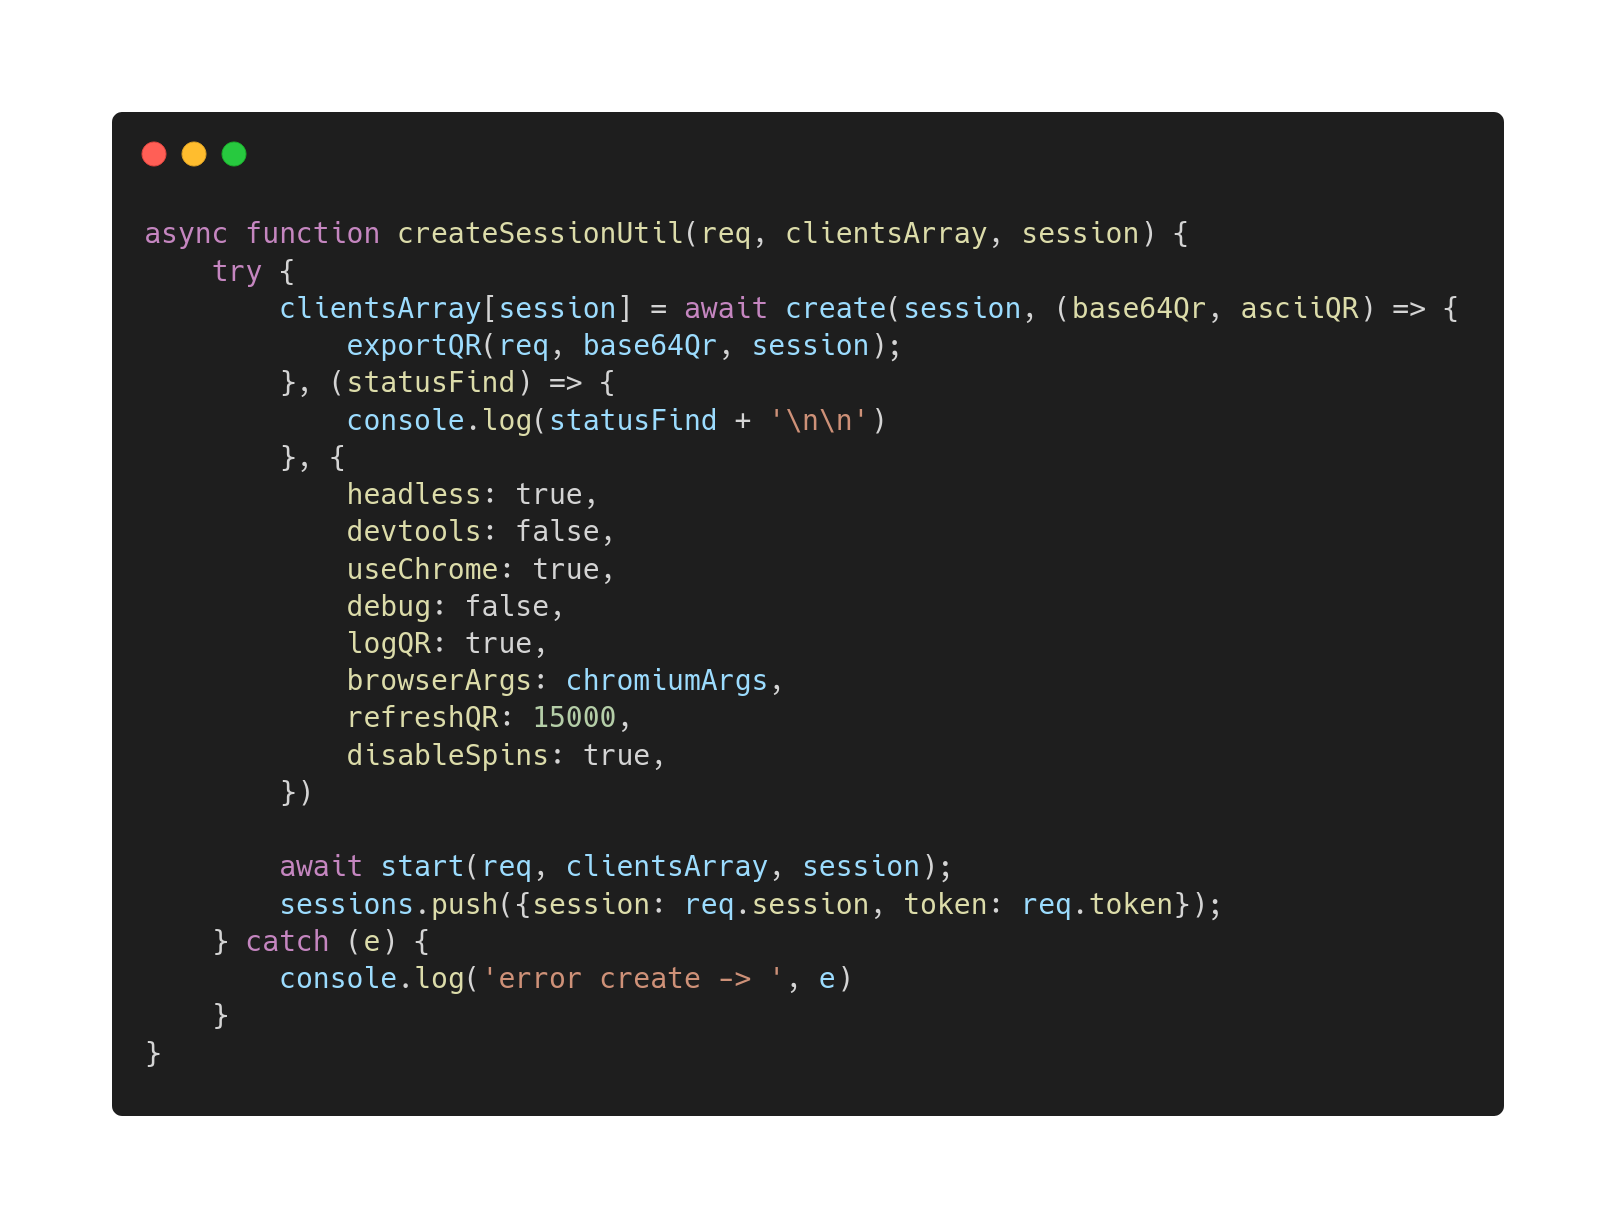 async function createSessionUtil(req, clientsArray, session) {
    try {
        clientsArray[session] = await create(session, (base64Qr, asciiQR) => {
            exportQR(req, base64Qr, session);
        }, (statusFind) => {
            console.log(statusFind + '\n\n')
        }, {
            headless: true,
            devtools: false,
            useChrome: true,
            debug: false,
            logQR: true,
            browserArgs: chromiumArgs,
            refreshQR: 15000,
            disableSpins: true,
        })

        await start(req, clientsArray, session);
        sessions.push({session: req.session, token: req.token});
    } catch (e) {
        console.log('error create -> ', e)
    }
}